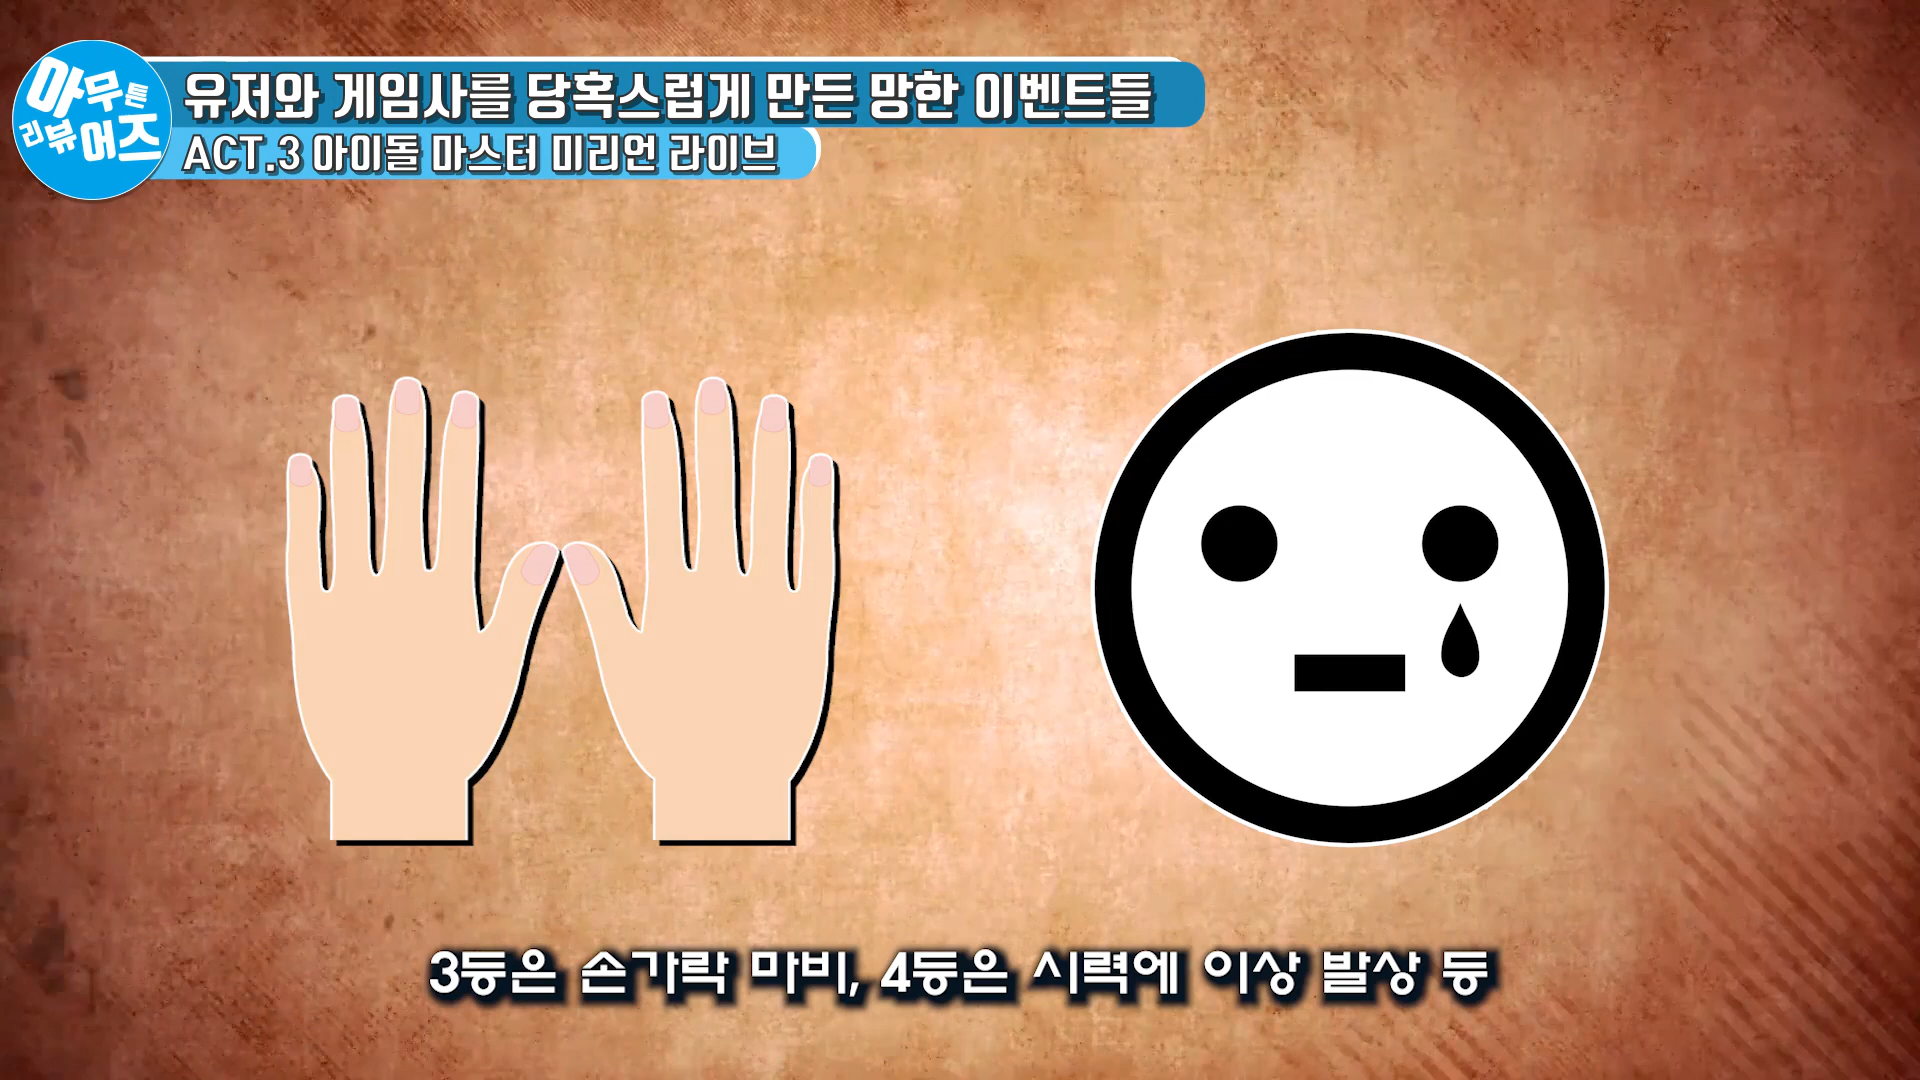 아무튼
리뷰어즈
유저와 게임사를 당혹스럽게 만든 망한 이벤트들
ACT.3 아이돌 마스터 미리언 라이브
3등은 손가락 마비, 4등은 시력에 이상 발상 등